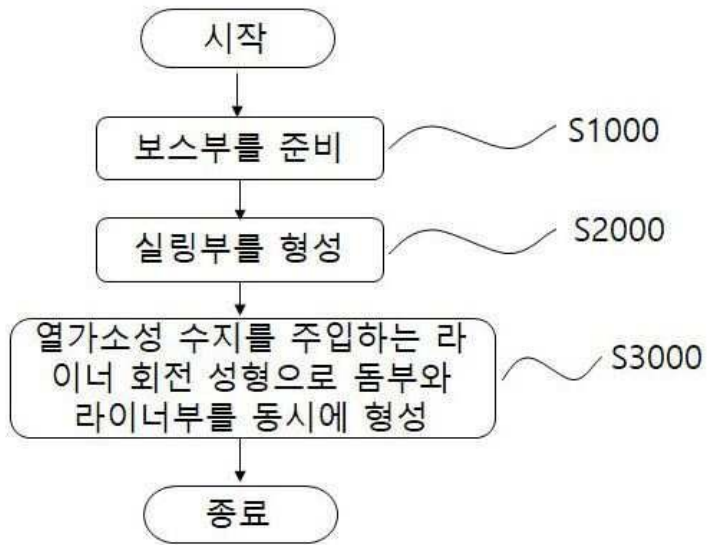 시작
보스부를 준비
S1000
실링부를 형성
S2000
열가소성 수지를 주입하는 라
이너 회전 성형으로 돔부와
라이너부를 동시에 형성
S3000
종료